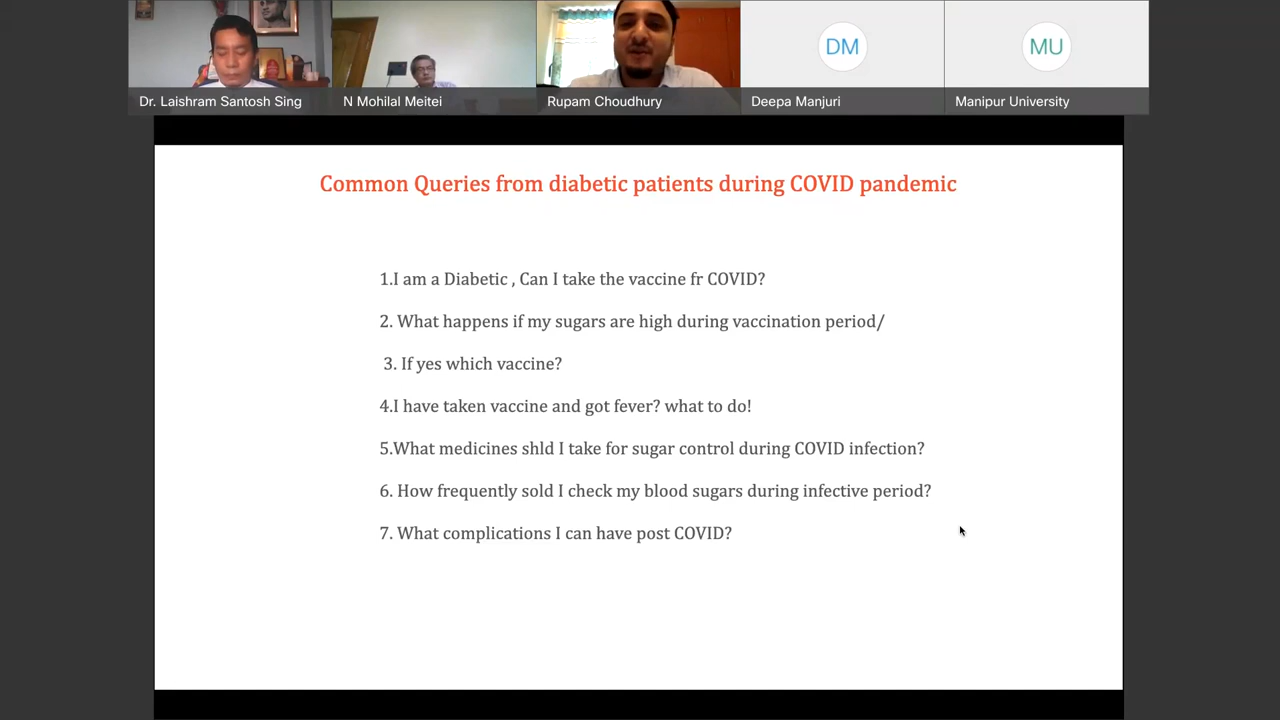 Dr. Laishram Santosh Sing
N Mohilal Meitei
Rupam Choudhury
DM
Deepa Manjuri
MU
Manipur University
Common Queries from diabetic patients during COVID pandemic
1.I am a Diabetic , Can I take the vaccine fr COVID?
2. What happens if my sugars are high during vaccination period/
3. If yes which vaccine?
4.I have taken vaccine and got fever? what to do!
5.What medicines shld I take for sugar control during COVID infection?
6. How frequently sold I check my blood sugars during infective period?
7. What complications I can have post COVID?